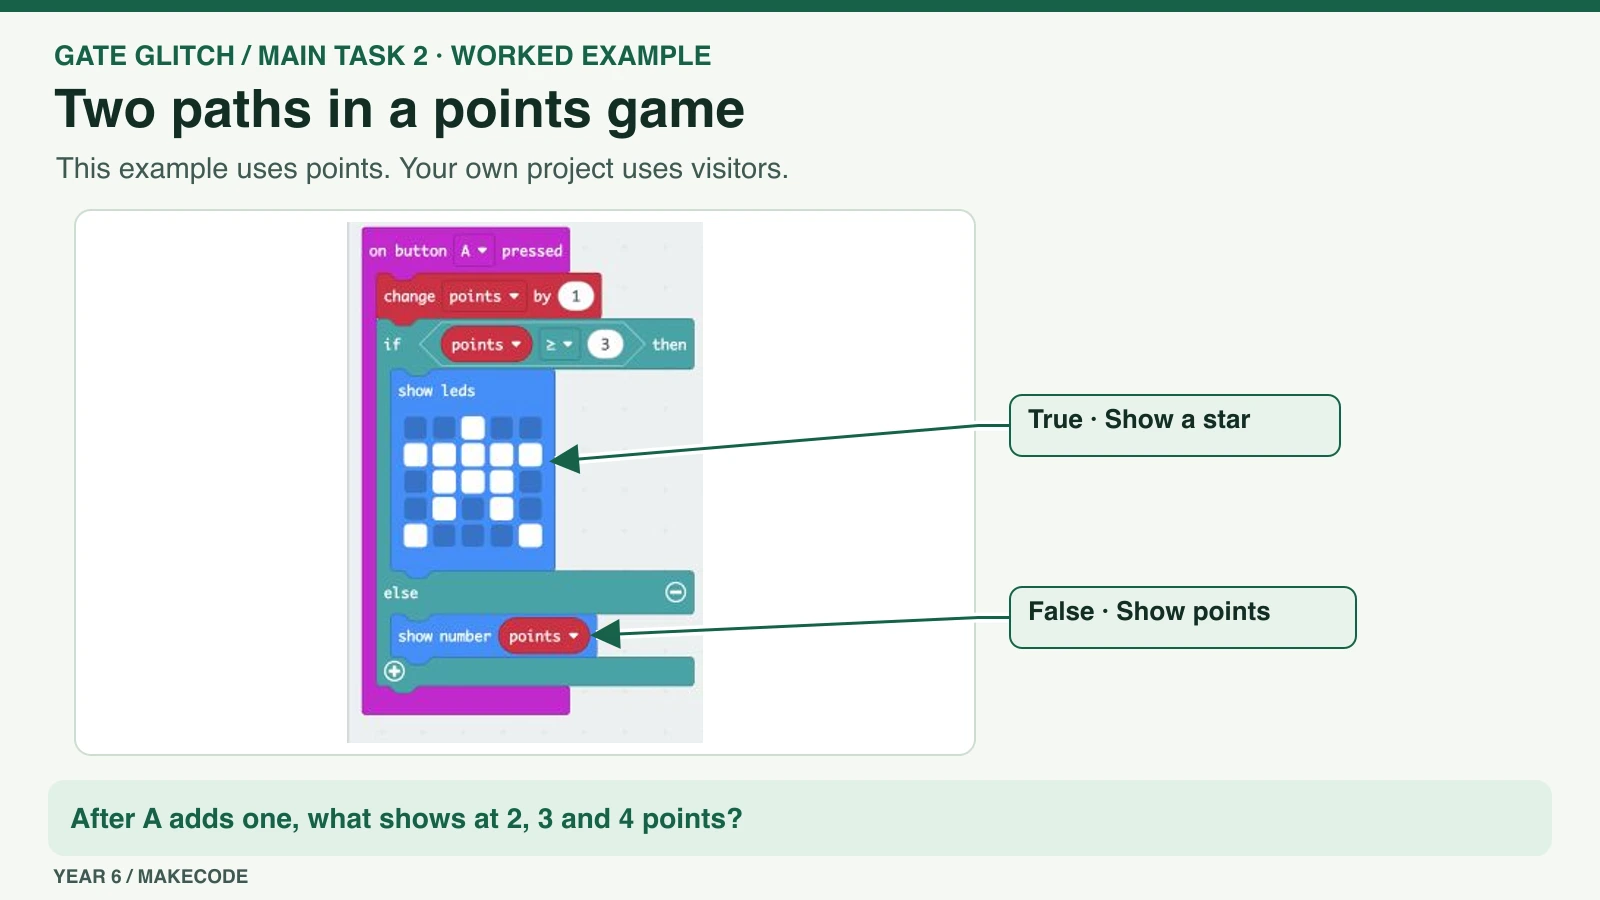 GATE GLITCH / MAIN TASK 2 · WORKED EXAMPLE
Two paths in a points game
This example uses points. Your own project uses visitors.
on button A pressed
change points by 1
if points ≥ 3 then
show leds
True · Show a star
else
False · Show points
show number points
After A adds one, what shows at 2, 3 and 4 points?
YEAR 6 / MAKECODE